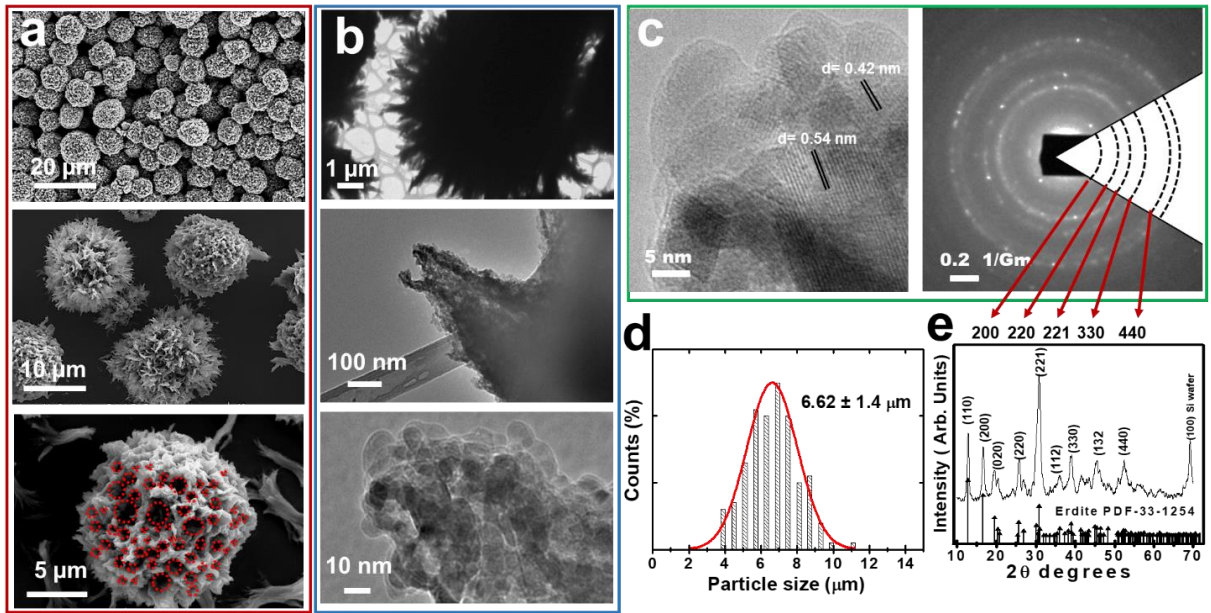 a
20 µm
10 µm
5 µm
b
1 µm
100 nm
10 nm
c
d= 0.42 nm
d= 0.54 nm
5 nm
0.2 1/Gm
200 220 221 330 440
d
6.62 ± 1.4 µm
Counts (%)
0 2 4 6 8 10 12 14
Particle size (µm)
e
Intensity ( Arb. Units)
(110)
(200)
(020)
(220)
(221)
(112)
(330)
(132
(440)
(100) Si wafer
Erdite PDF-33-1254
10 20 30 40 50 60 70
2θ degrees